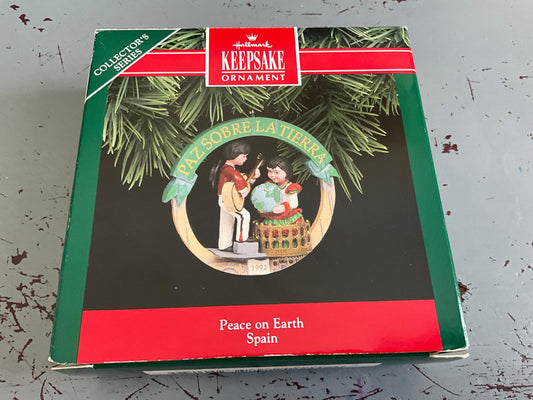 COLLECTOR'S
SERIES
Hallmark
KEEPSAKE
ORNAMENT
PAZ SOBRE LA TIERRA
1992
Peace on Earth
Spain